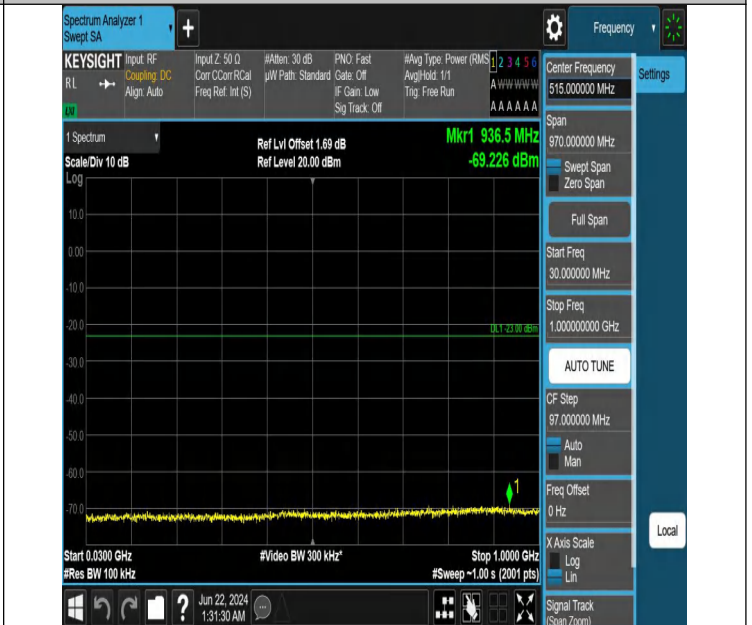 Spectrum Analyzer 1
Swept SA
+
Frequency
KEYSIGHT
RL
Input: RF
Coupling: DC
Align: Auto
Input Z: 50 Ω
Corr CCorr RCal
Freq Ref: Int (S)
#Atten: 30 dB
µW Path: Standard
PNO: Fast
Gate: Off
IF Gain: Low
Sig Track: Off
#Avg Type: Power (RMS
Avg|Hold: 1/1
Trig: Free Run
1 2 3 4 5 6
A W W W W W
A A A A A A
1 Spectrum
Scale/Div 10 dB
Log
Ref Lvl Offset 1.69 dB
Ref Level 20.00 dBm
Mkr1 936.5 MHz
-69.226 dBm
10.0
0.00
-10.0
-20.0
-30.0
-40.0
-50.0
-60.0
-70.0
DL1 -23.00 dBm
1
Start 0.0300 GHz
#Res BW 100 kHz
#Video BW 300 kHz*
Stop 1.0000 GHz
#Sweep ~1.00 s (2001 pts)
?
Jun 22, 2024
1:31:30 AM
Center Frequency
515.000000 MHz
Settings
Span
970.000000 MHz
Swept Span
Zero Span
Full Span
Start Freq
30.000000 MHz
Stop Freq
1.000000000 GHz
AUTO TUNE
CF Step
97.000000 MHz
Auto
Man
Freq Offset
0 Hz
Local
X Axis Scale
Log
Lin
Signal Track
(Span Zoom)